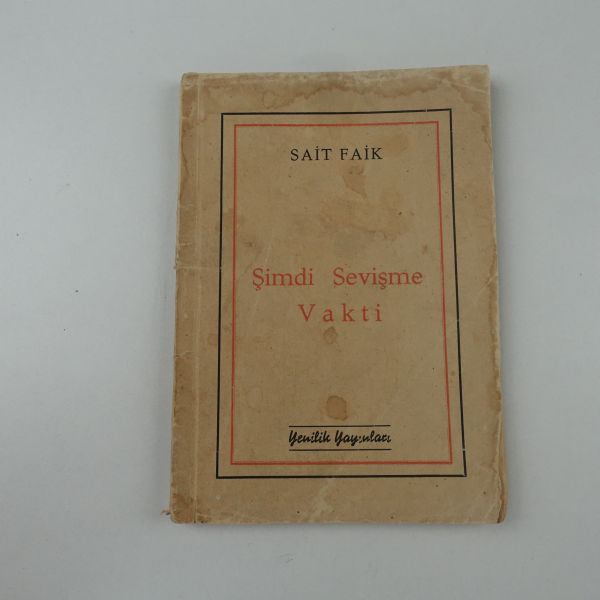 SAİT FAİK
Şimdi Sevişme
Vakti
Yenilik Yayınları